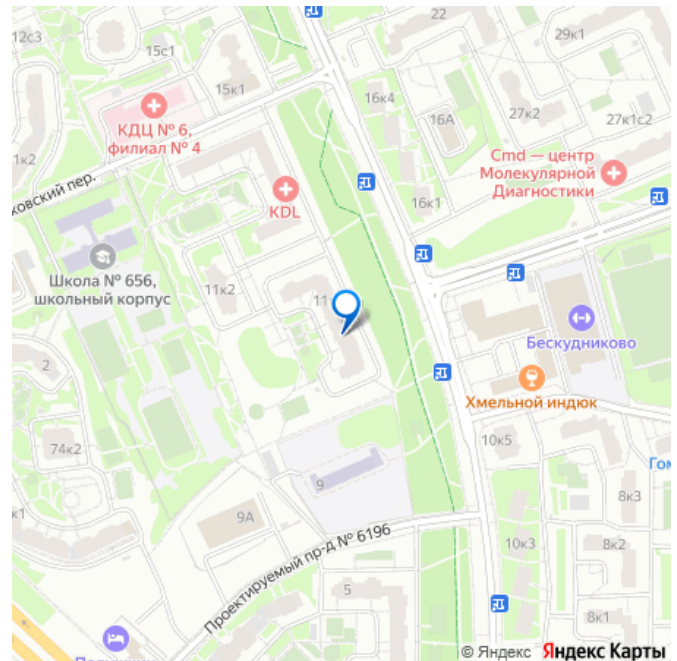 12с3
15с1
22
29к1
15к1
16к4
16А
27к2
27к1с2
КДЦ № 6,
филиал № 4
1к2
Cmd — центр
Молекулярной
Диагностики
ковский пер.
KDL
16к1
Школа № 656,
школьный корпус
11к2
11
Бескудниково
2
Хмельной индюк
74к2
10к5
Гом
9
8к3
к1
9А
Проектируемый пр-д № 6196
10к3
8к2
5
8к1
© Яндекс Яндекс Карты